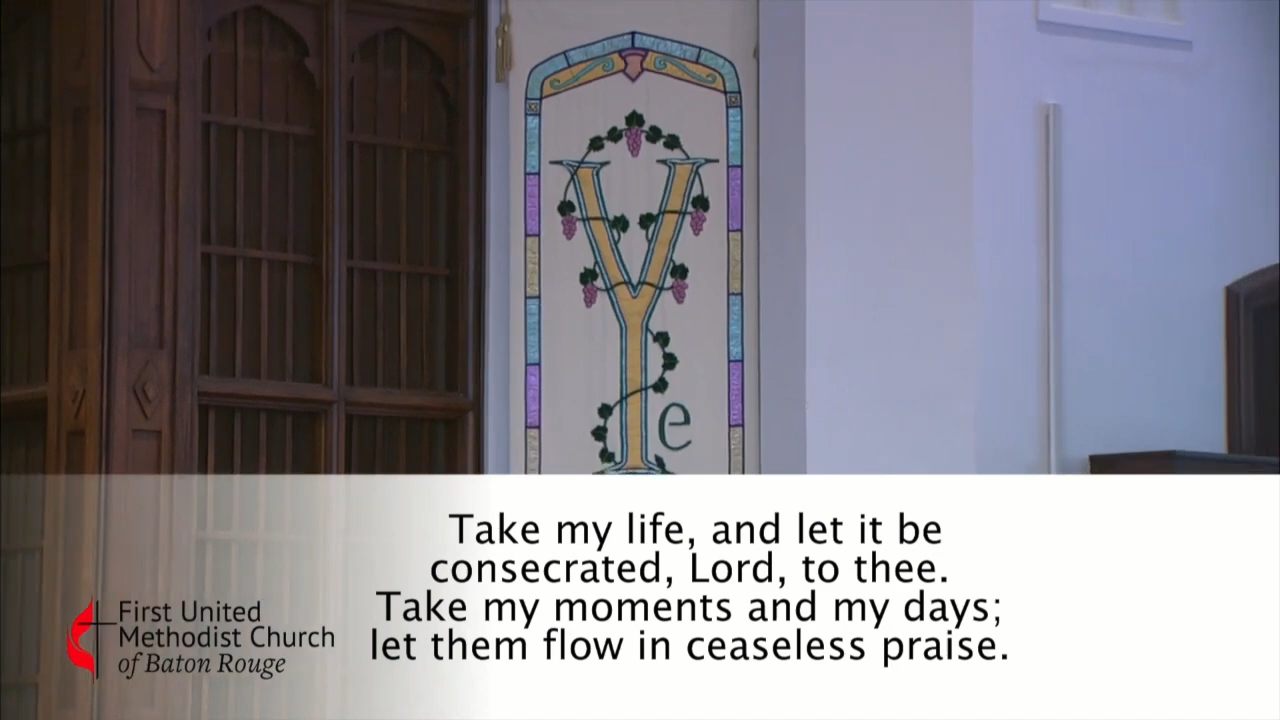 Ye
Take my life, and let it be
consecrated, Lord, to thee.
Take my moments and my days;
let them flow in ceaseless praise.
First United
Methodist Church
of Baton Rouge